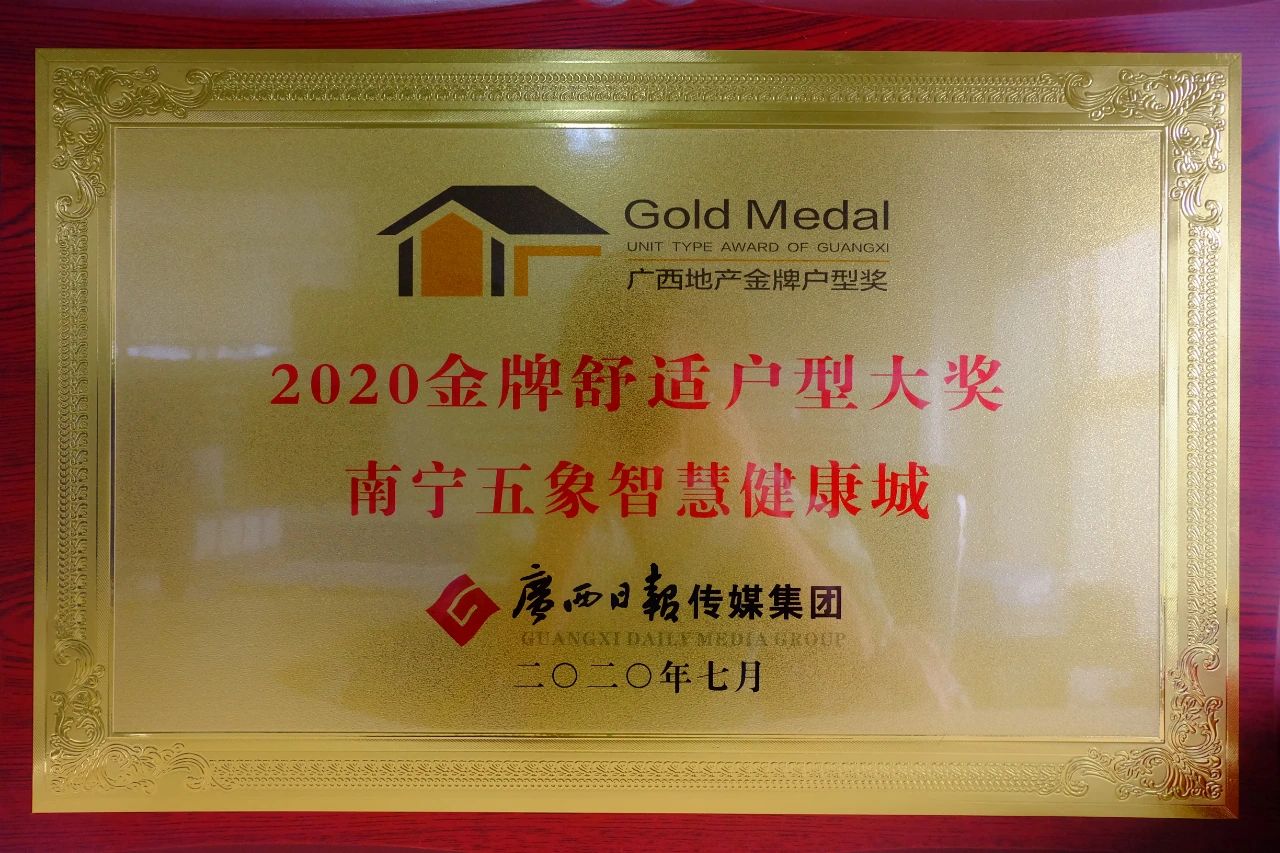 Gold Medal
UNIT TYPE AWARD OF GUANGXI
广西地产金牌户型奖
2020金牌舒适户型大奖
南宁五象智慧健康城
廣西日報传媒集团
GUANGXI DAILY MEDIA GROUP
二〇二〇年七月